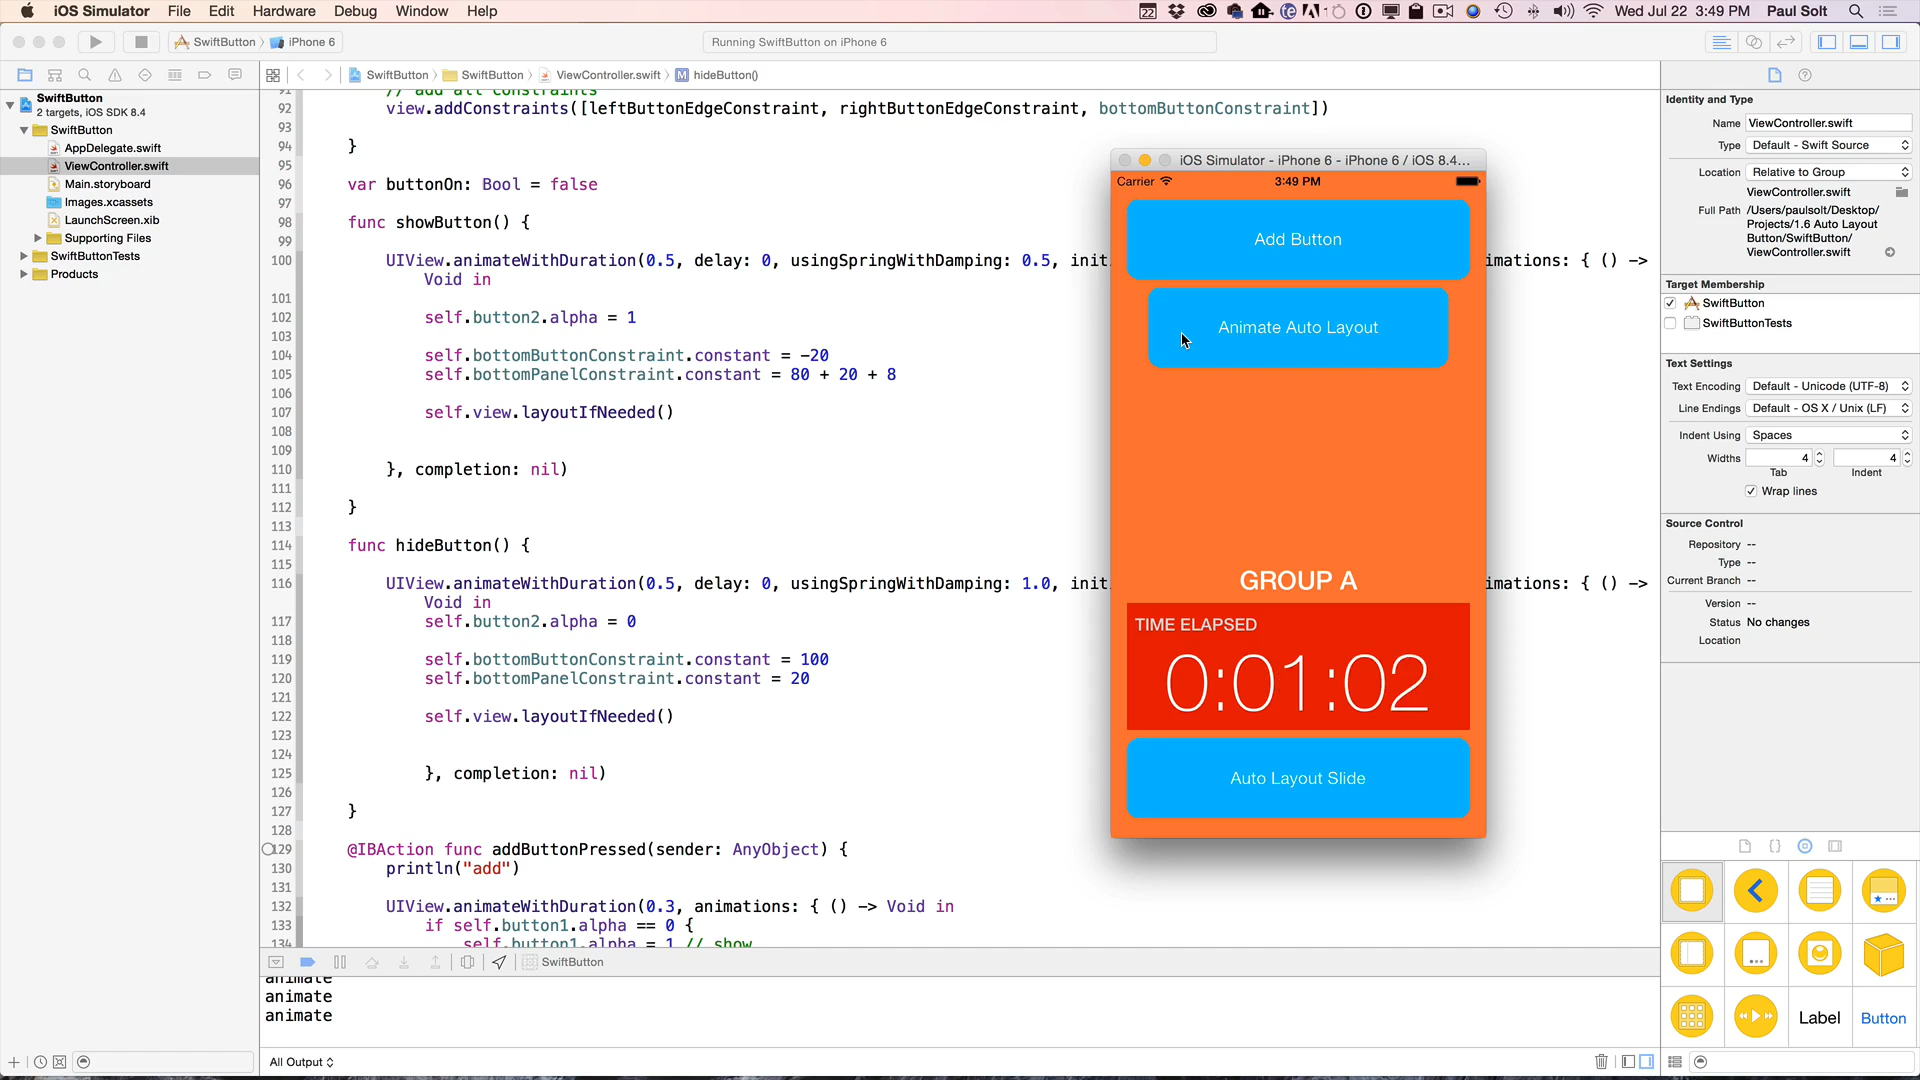 iOS Simulator File Edit Hardware Debug Window Help
22 Wed Jul 22 3:49 PM Paul Solt
SwiftButton iPhone 6
Running SwiftButton on iPhone 6
SwiftButton SwiftButton ViewController.swift M hideButton()
SwiftButton
2 targets, iOS SDK 8.4
SwiftButton
AppDelegate.swift
ViewController.swift
Main.storyboard
Images.xcassets
LaunchScreen.xib
Supporting Files
SwiftButtonTests
Products
91 // add all constraints
92 view.addConstraints([leftButtonEdgeConstraint, rightButtonEdgeConstraint, bottomButtonConstraint])
93
94 }
95
96 var buttonOn: Bool = false
97
98 func showButton() {
99
100 UIView.animateWithDuration(0.5, delay: 0, usingSpringWithDamping: 0.5, init imations: { () ->
Void in
101
102 self.button2.alpha = 1
103
104 self.bottomButtonConstraint.constant = -20
105 self.bottomPanelConstraint.constant = 80 + 20 + 8
106
107 self.view.layoutIfNeeded()
108
109
110 }, completion: nil)
111
112 }
113
114 func hideButton() {
115
116 UIView.animateWithDuration(0.5, delay: 0, usingSpringWithDamping: 1.0, init imations: { () ->
Void in
117 self.button2.alpha = 0
118
119 self.bottomButtonConstraint.constant = 100
120 self.bottomPanelConstraint.constant = 20
121
122 self.view.layoutIfNeeded()
123
124
125 }, completion: nil)
126
127 }
128
129 @IBAction func addButtonPressed(sender: AnyObject) {
130 println("add")
131
132 UIView.animateWithDuration(0.3, animations: { () -> Void in
133 if self.button1.alpha == 0 {
134 self.button1.alpha = 1 // show
iOS Simulator - iPhone 6 - iPhone 6 / iOS 8.4...
Carrier 3:49 PM
Add Button
Animate Auto Layout
GROUP A
TIME ELAPSED
0:01:02
Auto Layout Slide
SwiftButton
animate
animate
animate
All Output
Identity and Type
Name ViewController.swift
Type Default - Swift Source
Location Relative to Group
ViewController.swift
Full Path /Users/paulsolt/Desktop/
Projects/1.6 Auto Layout
Button/SwiftButton/
ViewController.swift
Target Membership
SwiftButton
SwiftButtonTests
Text Settings
Text Encoding Default - Unicode (UTF-8)
Line Endings Default - OS X / Unix (LF)
Indent Using Spaces
Widths 4 4
Tab Indent
Wrap lines
Source Control
Repository --
Type --
Current Branch --
Version --
Status No changes
Location
Label Button